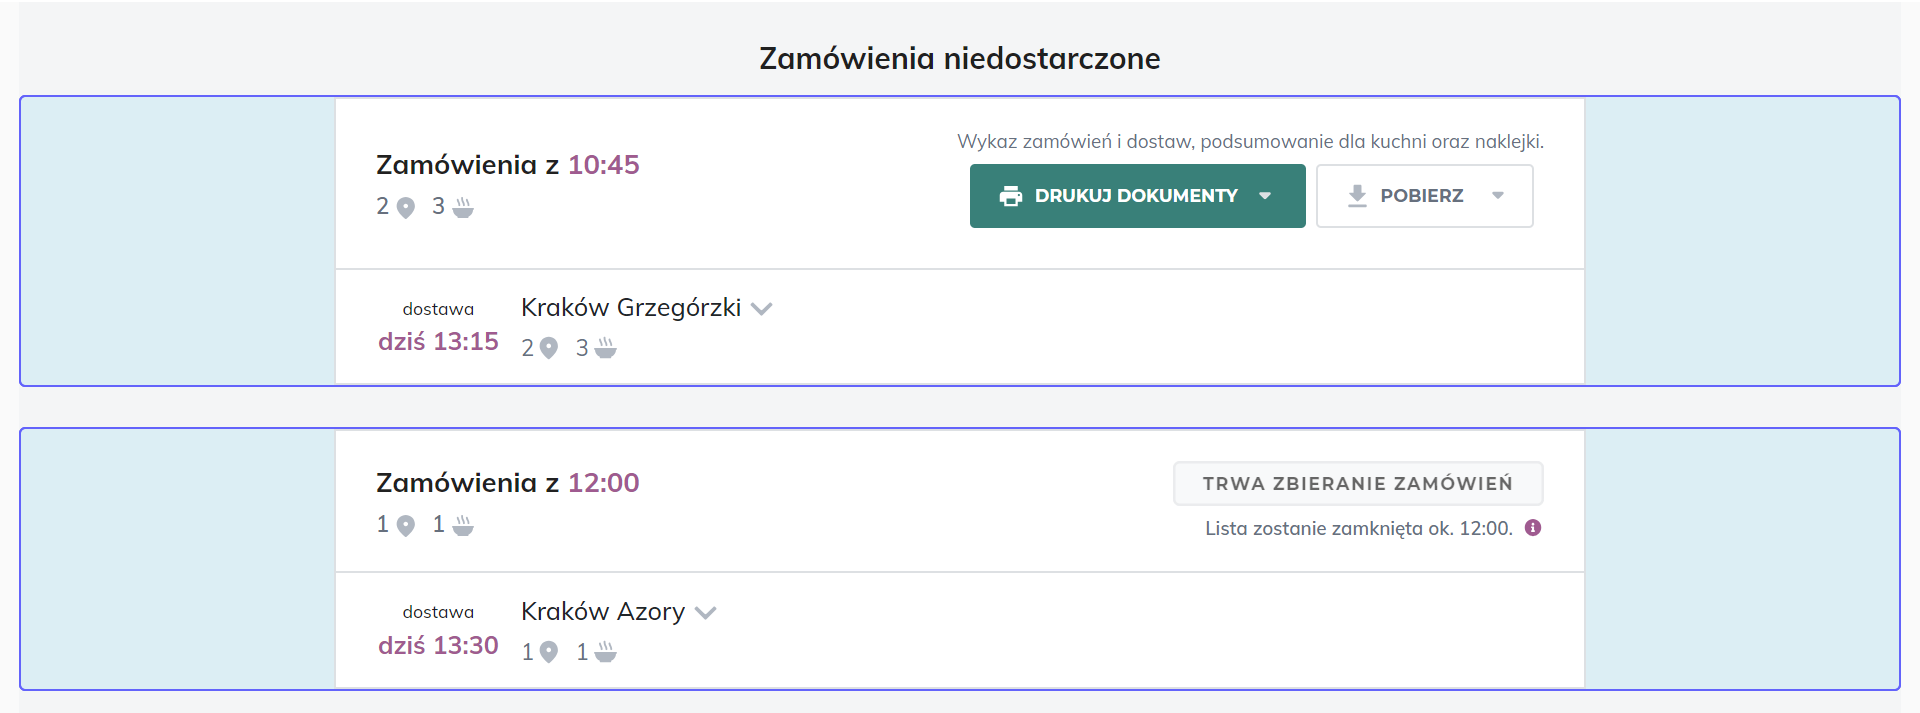 Zamówienia niedostarczone
Zamówienia z 10:45
2 3
Wykaz zamówień i dostaw, podsumowanie dla kuchni oraz naklejki.
DRUKUJ DOKUMENTY
POBIERZ
dostawa
dziś 13:15
Kraków Grzegórzki
2 3
Zamówienia z 12:00
1 1
TRWA ZBIERANIE ZAMÓWIEŃ
Lista zostanie zamknięta ok. 12:00.
dostawa
dziś 13:30
Kraków Azory
1 1